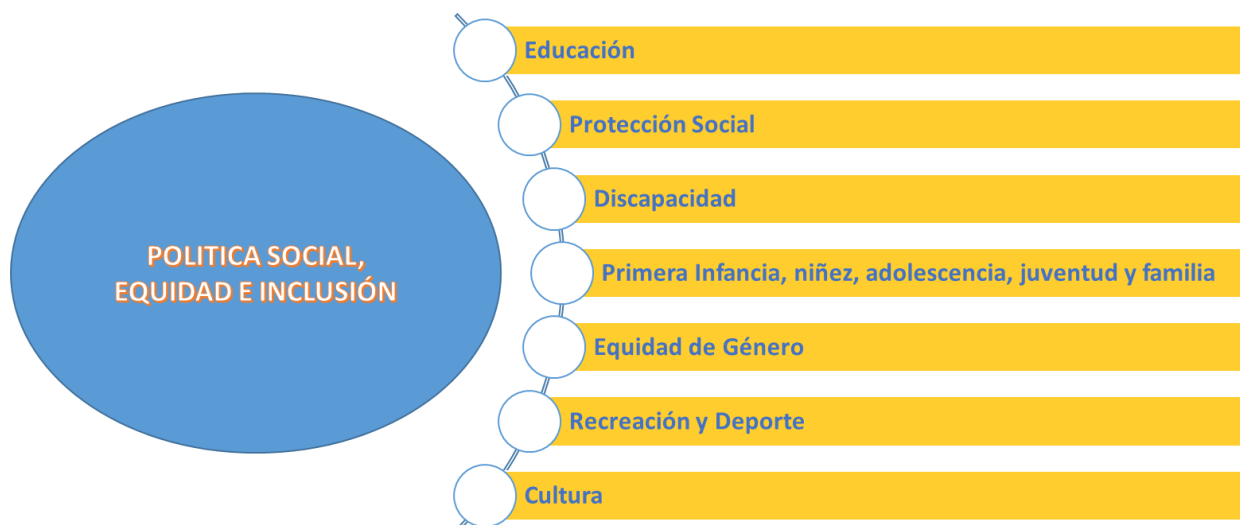 POLITICA SOCIAL,
EQUIDAD E INCLUSIÓN
Educación
Protección Social
Discapacidad
Primera Infancia, niñez, adolescencia, juventud y familia
Equidad de Género
Recreación y Deporte
Cultura